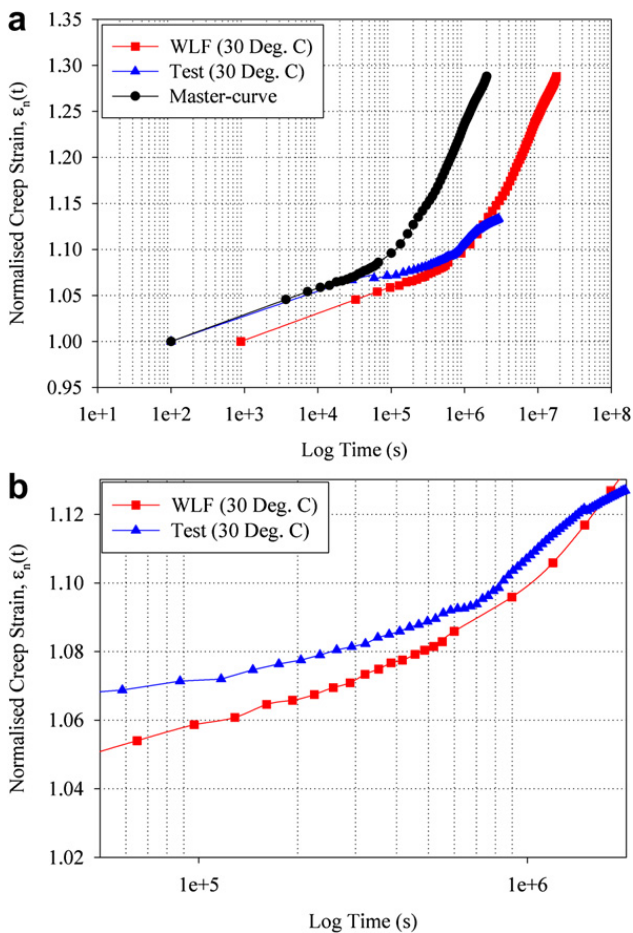 a
1.35
1.30
1.25
1.20
1.15
1.10
1.05
1.00
0.95
Normalised Creep Strain, εn(t)
WLF (30 Deg. C)
Test (30 Deg. C)
Master-curve
1e+1 1e+2 1e+3 1e+4 1e+5 1e+6 1e+7 1e+8
Log Time (s)
b
1.12
1.10
1.08
1.06
1.04
1.02
Normalised Creep Strain, εn(t)
WLF (30 Deg. C)
Test (30 Deg. C)
1e+5 1e+6
Log Time (s)